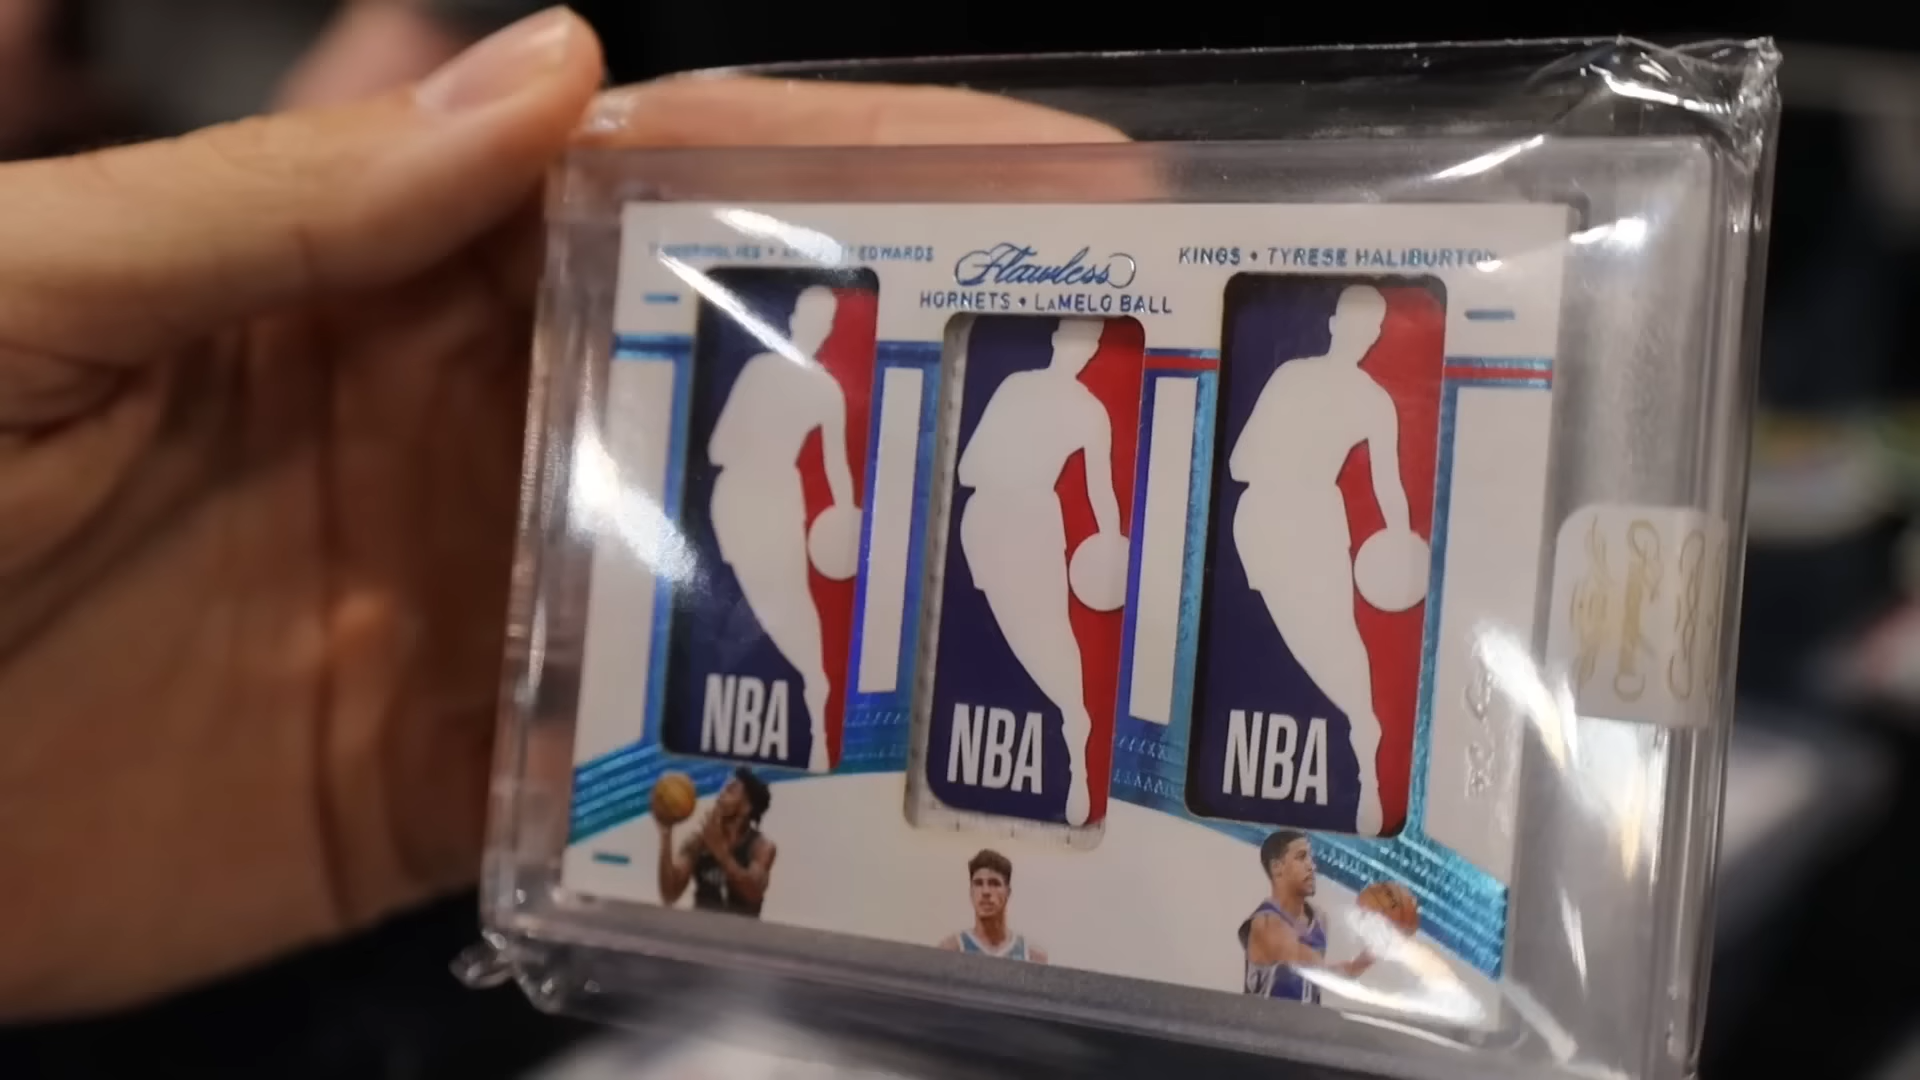 EDWARDS
Flawless
KINGS • TYRESE HALIBURTON
HORNETS • LaMELO BALL
NBA
NBA
NBA